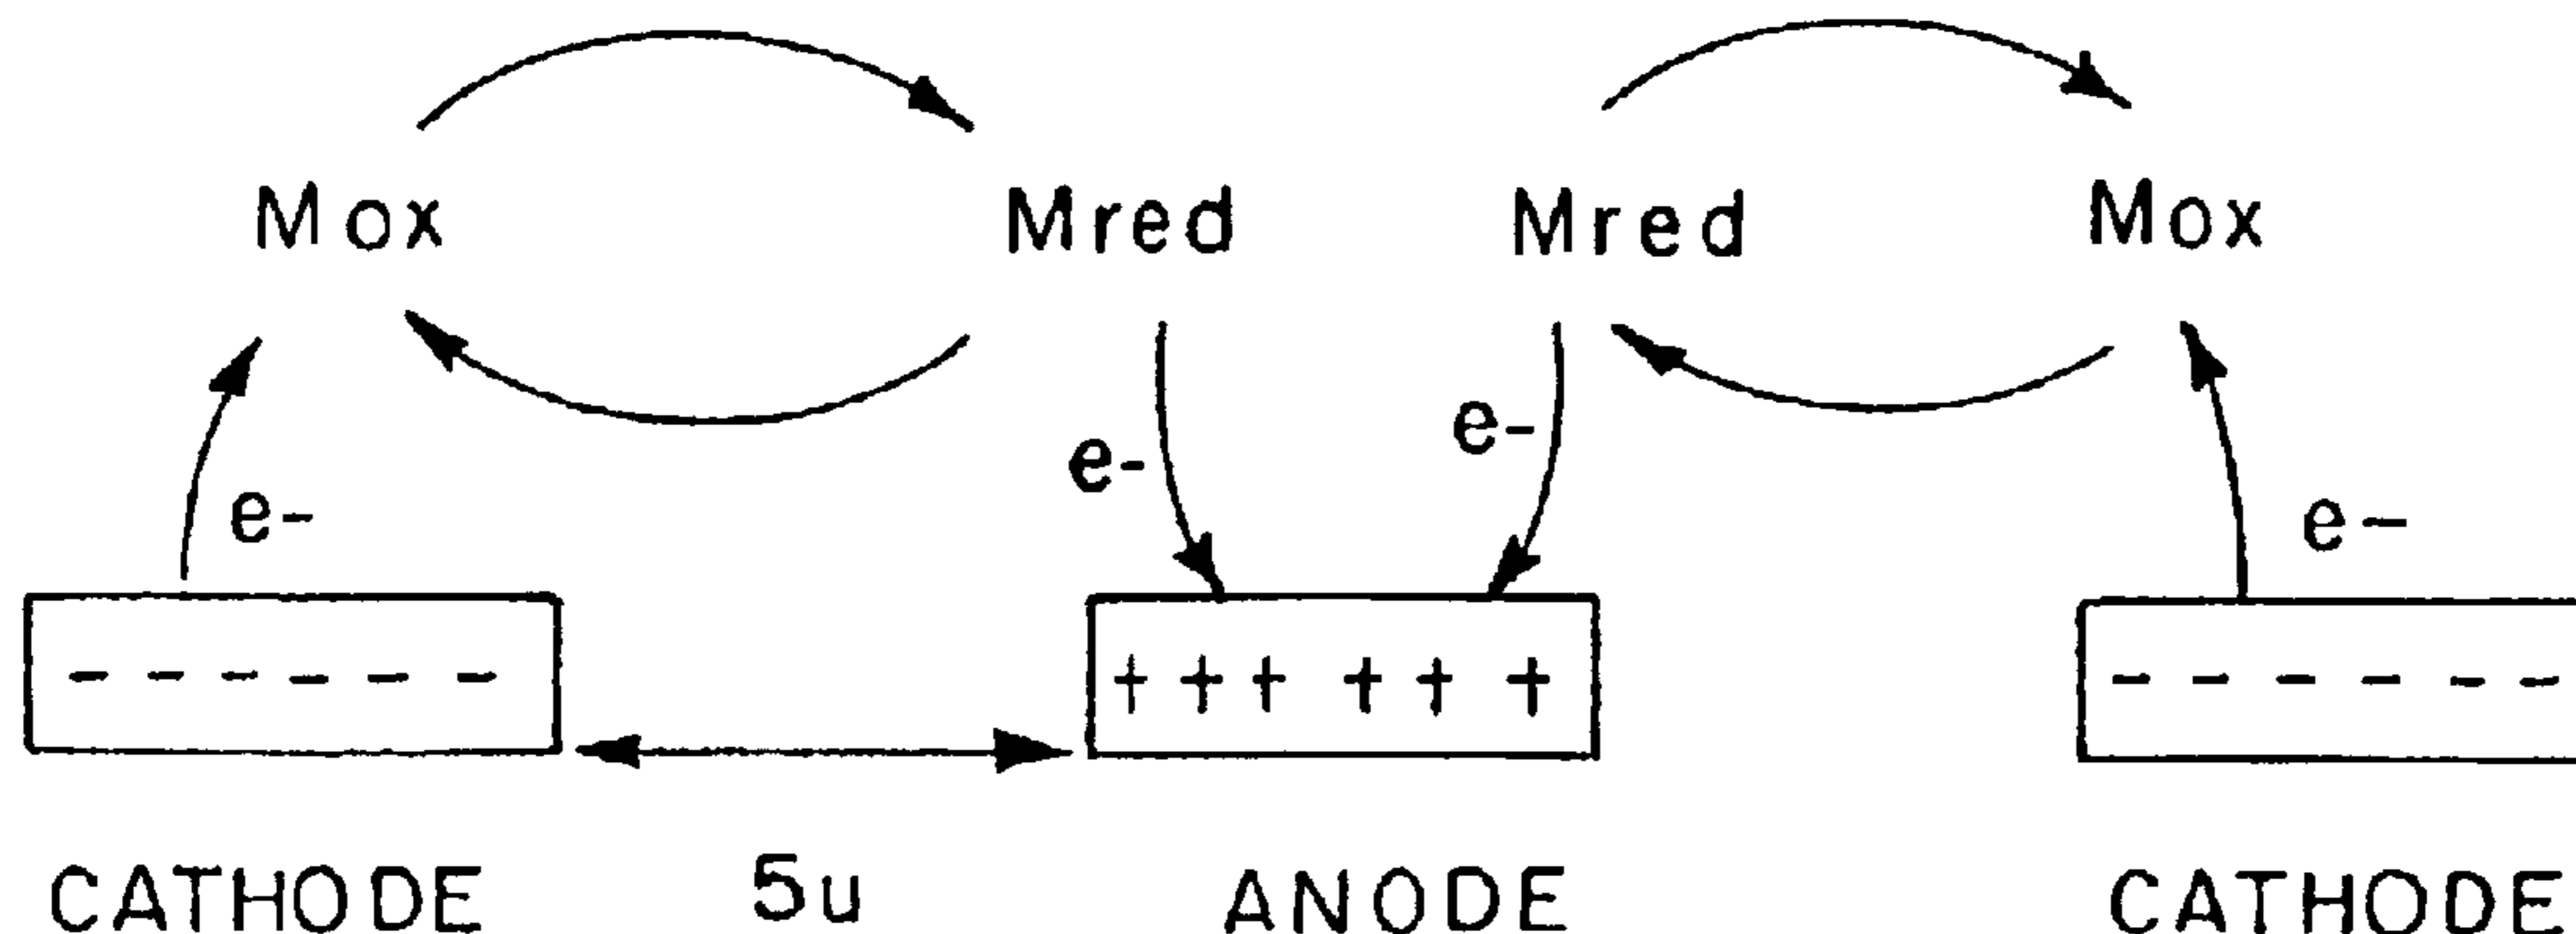 Mox Mred Mred Mox
e- e- e- e-
- - - - - - + + + + + + - - - - - -
CATHODE 5u ANODE CATHODE